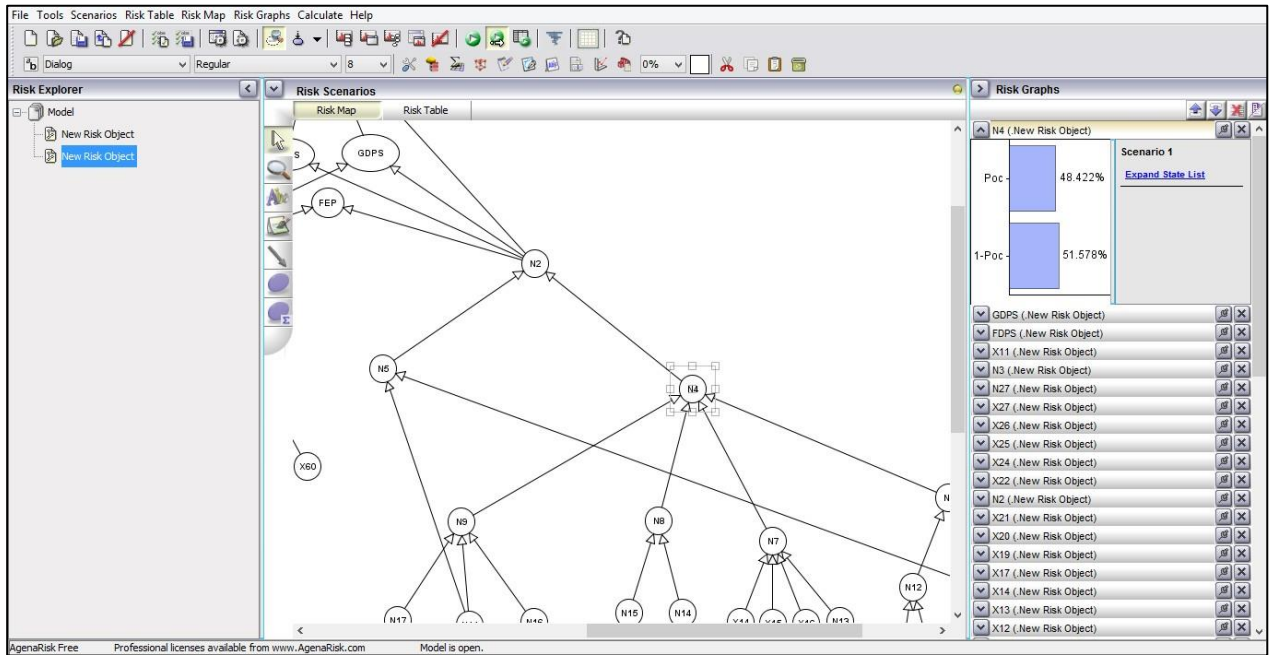 File Tools Scenarios Risk Table Risk Map Risk Graphs Calculate Help
Dialog Regular 8 0%
Risk Explorer
Model
New Risk Object
New Risk Object
Risk Scenarios
Risk Map Risk Table
S GDPS
FEP
N2
N5
N4
X60
N
N9 N8
N7
N12
N15 N14
N17 N16 X14 N13
Risk Graphs
N4 (.New Risk Object)
Scenario 1
Expand State List
Poc 48.422%
1-Poc 51.578%
GDPS (.New Risk Object)
FDPS (.New Risk Object)
X11 (.New Risk Object)
N3 (.New Risk Object)
N27 (.New Risk Object)
X27 (.New Risk Object)
X26 (.New Risk Object)
X25 (.New Risk Object)
X24 (.New Risk Object)
X22 (.New Risk Object)
N2 (.New Risk Object)
X21 (.New Risk Object)
X20 (.New Risk Object)
X19 (.New Risk Object)
X17 (.New Risk Object)
X14 (.New Risk Object)
X13 (.New Risk Object)
X12 (.New Risk Object)
AgenaRisk Free Professional licenses available from www.AgenaRisk.com Model is open.